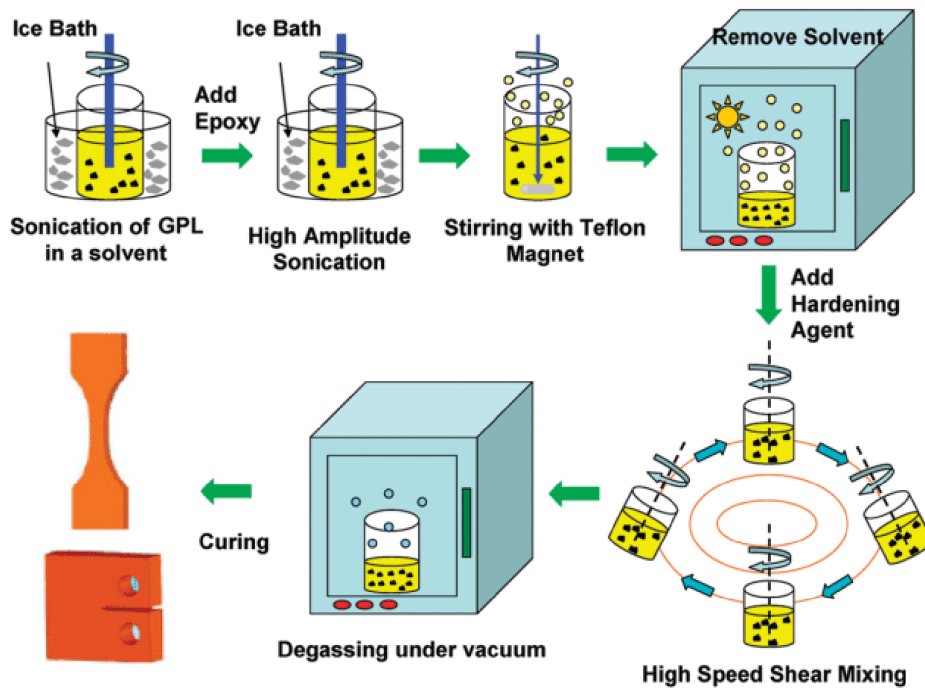 Ice Bath
Sonication of GPL
in a solvent
Add
Epoxy
Ice Bath
High Amplitude
Sonication
Stirring with Teflon
Magnet
Remove Solvent
Add
Hardening
Agent
High Speed Shear Mixing
Degassing under vacuum
Curing